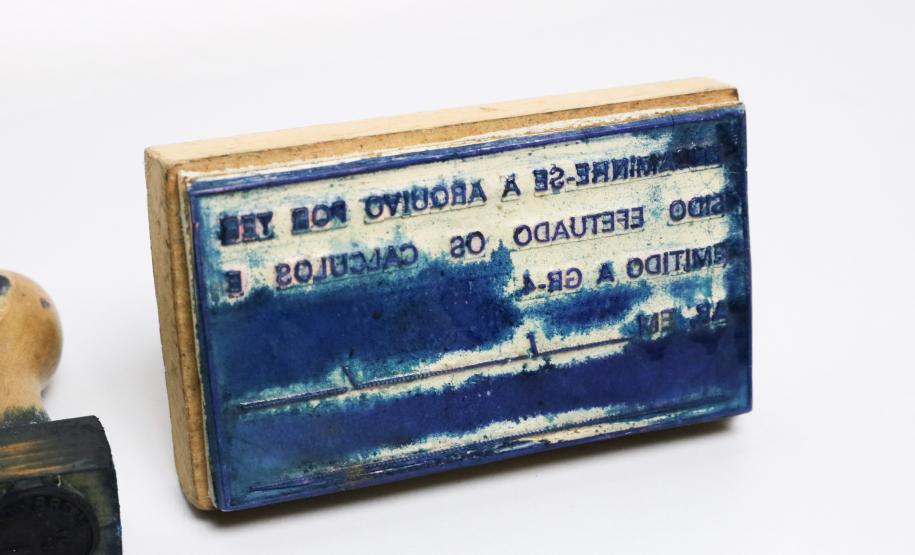 ENCAMINHE-SE A ARQUIVO POR TER
SIDO EFETUADO OS CALCULOS E
EMITIDO A GR-4
AR. EM / /